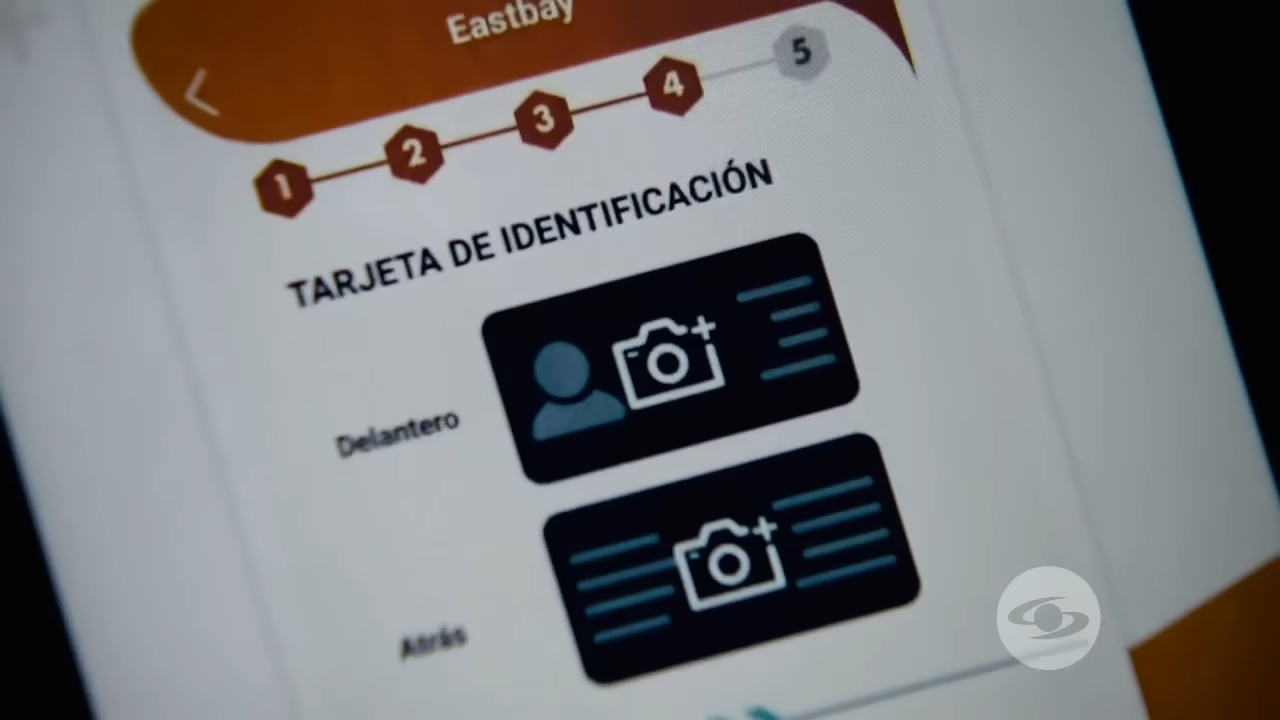 Eastbay
1 2 3 4 5
TARJETA DE IDENTIFICACIÓN
Delantero
Atrás